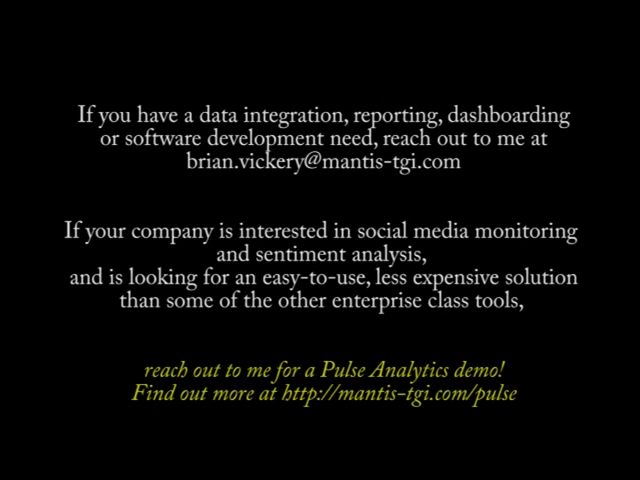 If you have a data integration, reporting, dashboarding
or software development need, reach out to me at
brian.vickery@mantis-tgi.com
If your company is interested in social media monitoring
and sentiment analysis,
and is looking for an easy-to-use, less expensive solution
than some of the other enterprise class tools,
reach out to me for a Pulse Analytics demo!
Find out more at http://mantis-tgi.com/pulse